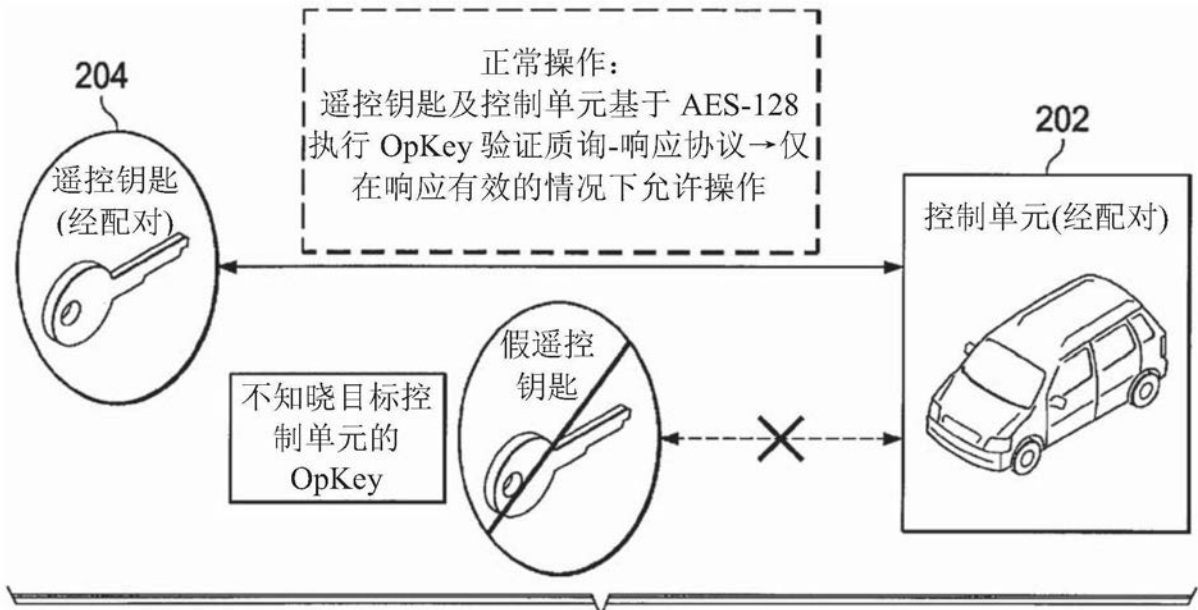 正常操作：
遥控钥匙及控制单元基于 AES-128
执行 OpKey 验证质询-响应协议→仅
在响应有效的情况下允许操作
204
遥控钥匙
(经配对)
202
控制单元(经配对)
假遥控
钥匙
不知晓目标控
制单元的
OpKey